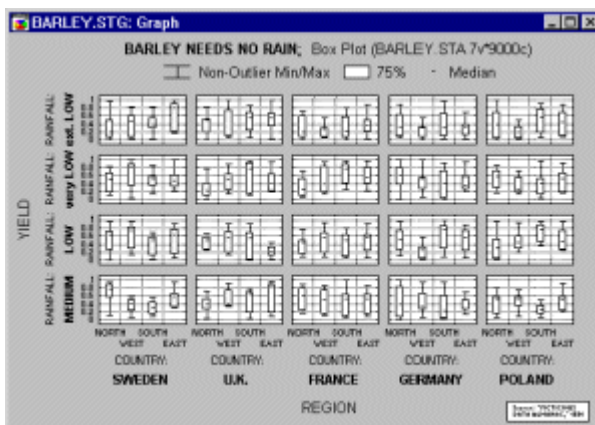 BARLEY.STG: Graph
BARLEY NEEDS NO RAIN; Box Plot (BARLEY.STA 7v*9000c)
Non-Outlier Min/Max 75% Median
YIELD
RAINFALL: ext. LOW
RAINFALL: very LOW
RAINFALL: LOW
RAINFALL: MEDIUM
NORTH SOUTH NORTH SOUTH NORTH SOUTH NORTH SOUTH NORTH SOUTH
WEST EAST WEST EAST WEST EAST WEST EAST WEST EAST
COUNTRY: COUNTRY: COUNTRY: COUNTRY: COUNTRY:
SWEDEN U.K. FRANCE GERMANY POLAND
REGION